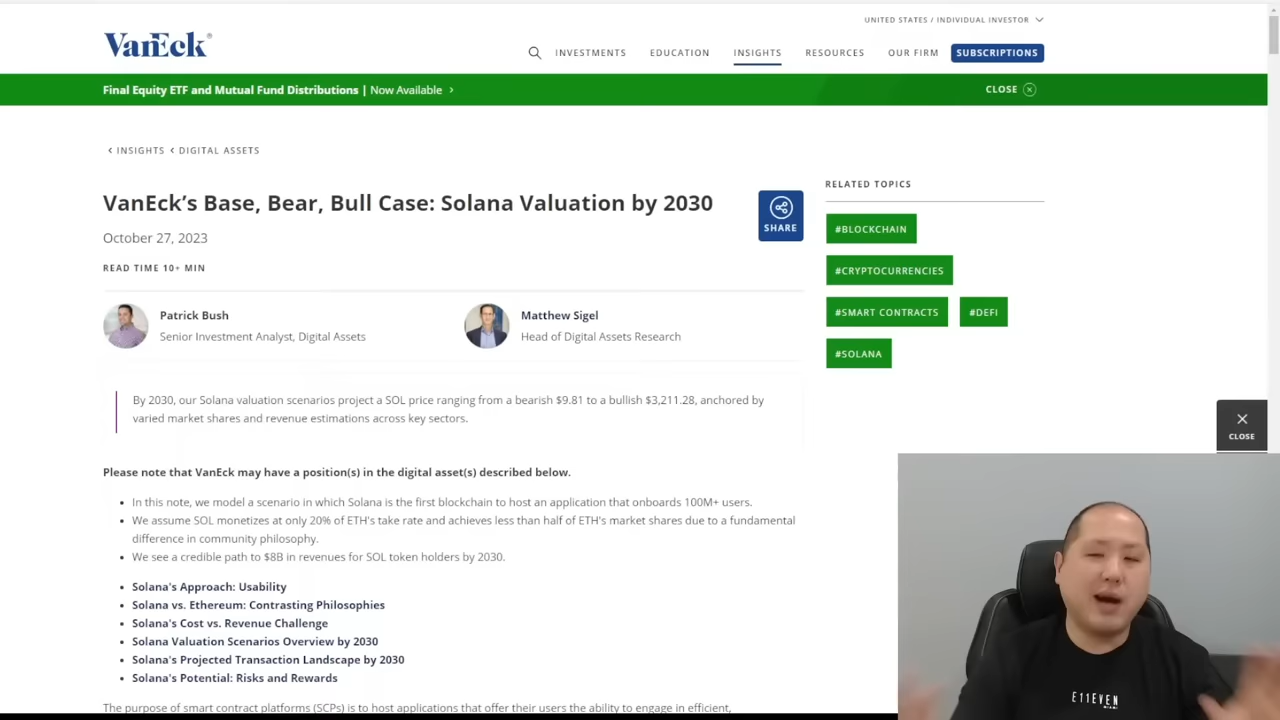 UNITED STATES / INDIVIDUAL INVESTOR
VanEck®
INVESTMENTS EDUCATION INSIGHTS RESOURCES OUR FIRM SUBSCRIPTIONS
Final Equity ETF and Mutual Fund Distributions | Now Available >
CLOSE
< INSIGHTS < DIGITAL ASSETS
VanEck’s Base, Bear, Bull Case: Solana Valuation by 2030
October 27, 2023
READ TIME 10+ MIN
SHARE
Patrick Bush
Senior Investment Analyst, Digital Assets
Matthew Sigel
Head of Digital Assets Research
By 2030, our Solana valuation scenarios project a SOL price ranging from a bearish $9.81 to a bullish $3,211.28, anchored by
varied market shares and revenue estimations across key sectors.
Please note that VanEck may have a position(s) in the digital asset(s) described below.
• In this note, we model a scenario in which Solana is the first blockchain to host an application that onboards 100M+ users.
• We assume SOL monetizes at only 20% of ETH's take rate and achieves less than half of ETH's market shares due to a fundamental
difference in community philosophy.
• We see a credible path to $8B in revenues for SOL token holders by 2030.
• Solana's Approach: Usability
• Solana vs. Ethereum: Contrasting Philosophies
• Solana's Cost vs. Revenue Challenge
• Solana Valuation Scenarios Overview by 2030
• Solana's Projected Transaction Landscape by 2030
• Solana's Potential: Risks and Rewards
The purpose of smart contract platforms (SCPs) is to host applications that offer their users the ability to engage in efficient,
RELATED TOPICS
#BLOCKCHAIN
#CRYPTOCURRENCIES
#SMART CONTRACTS #DEFI
#SOLANA
CLOSE
E11EVEN